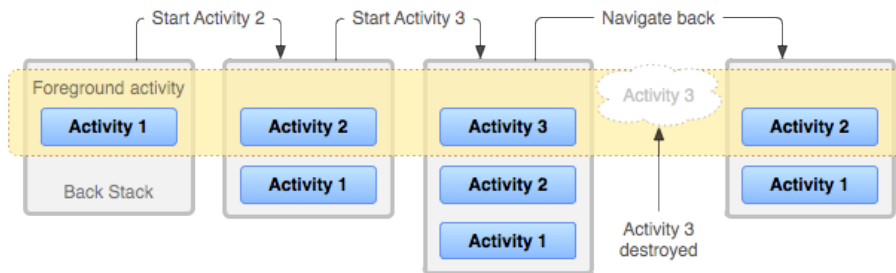 Start Activity 2
Start Activity 3
Navigate back
Foreground activity
Activity 3
Activity 1
Activity 2
Activity 3
Activity 2
Back Stack
Activity 1
Activity 2
Activity 1
Activity 1
Activity 3
destroyed